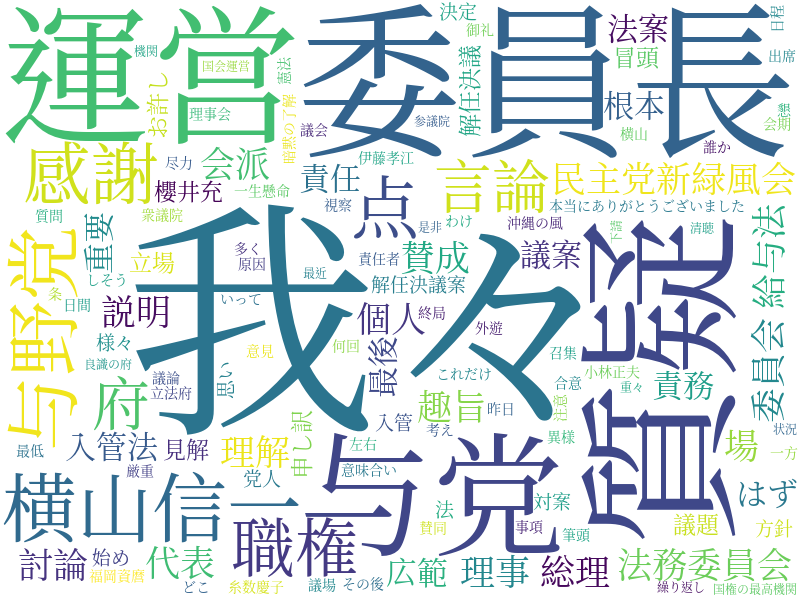 運営
委員長
我々
質疑
与党
与野党
横山信一
感謝
言論
職権
点
府
民主党新緑風会
法案
冒頭
根本
決定
御礼
日程
出席
懇
会期
誰か
横山
機関
国会運営
憲法
お許し
理事会
暗黙の了解
議会
参議院
解任決議
会派
責任
伊藤孝江
櫻井充
尽力
一生懸命
視察
本当にありがとうございました
質問
衆議院
重要
立場
しそう
条
日間
説明
多く
原因
いって
思い
責任者
最近
是非
わけ
沖縄の風
下請
清聴
賛成
議案
給与法
委員会
解任決議案
個人
終局
外遊
召集
最後
何回
意見
様々
良識の府
議論
立法府
これだけ
合意
小林正夫
重々
責務
注意
状況
一方
趣旨
昨日
異様
場
入管法
見解
理解
申し訳
左右
入管
考え
意味合い
党人
最低
厳重
法
対案
はず
議題
方針
賛同
事項
筆頭
討論
始め
代表
福岡資麿
どこ
糸数慶子
議場
その後
広範
理事
総理
法務委員会
繰り返し
国権の最高機関